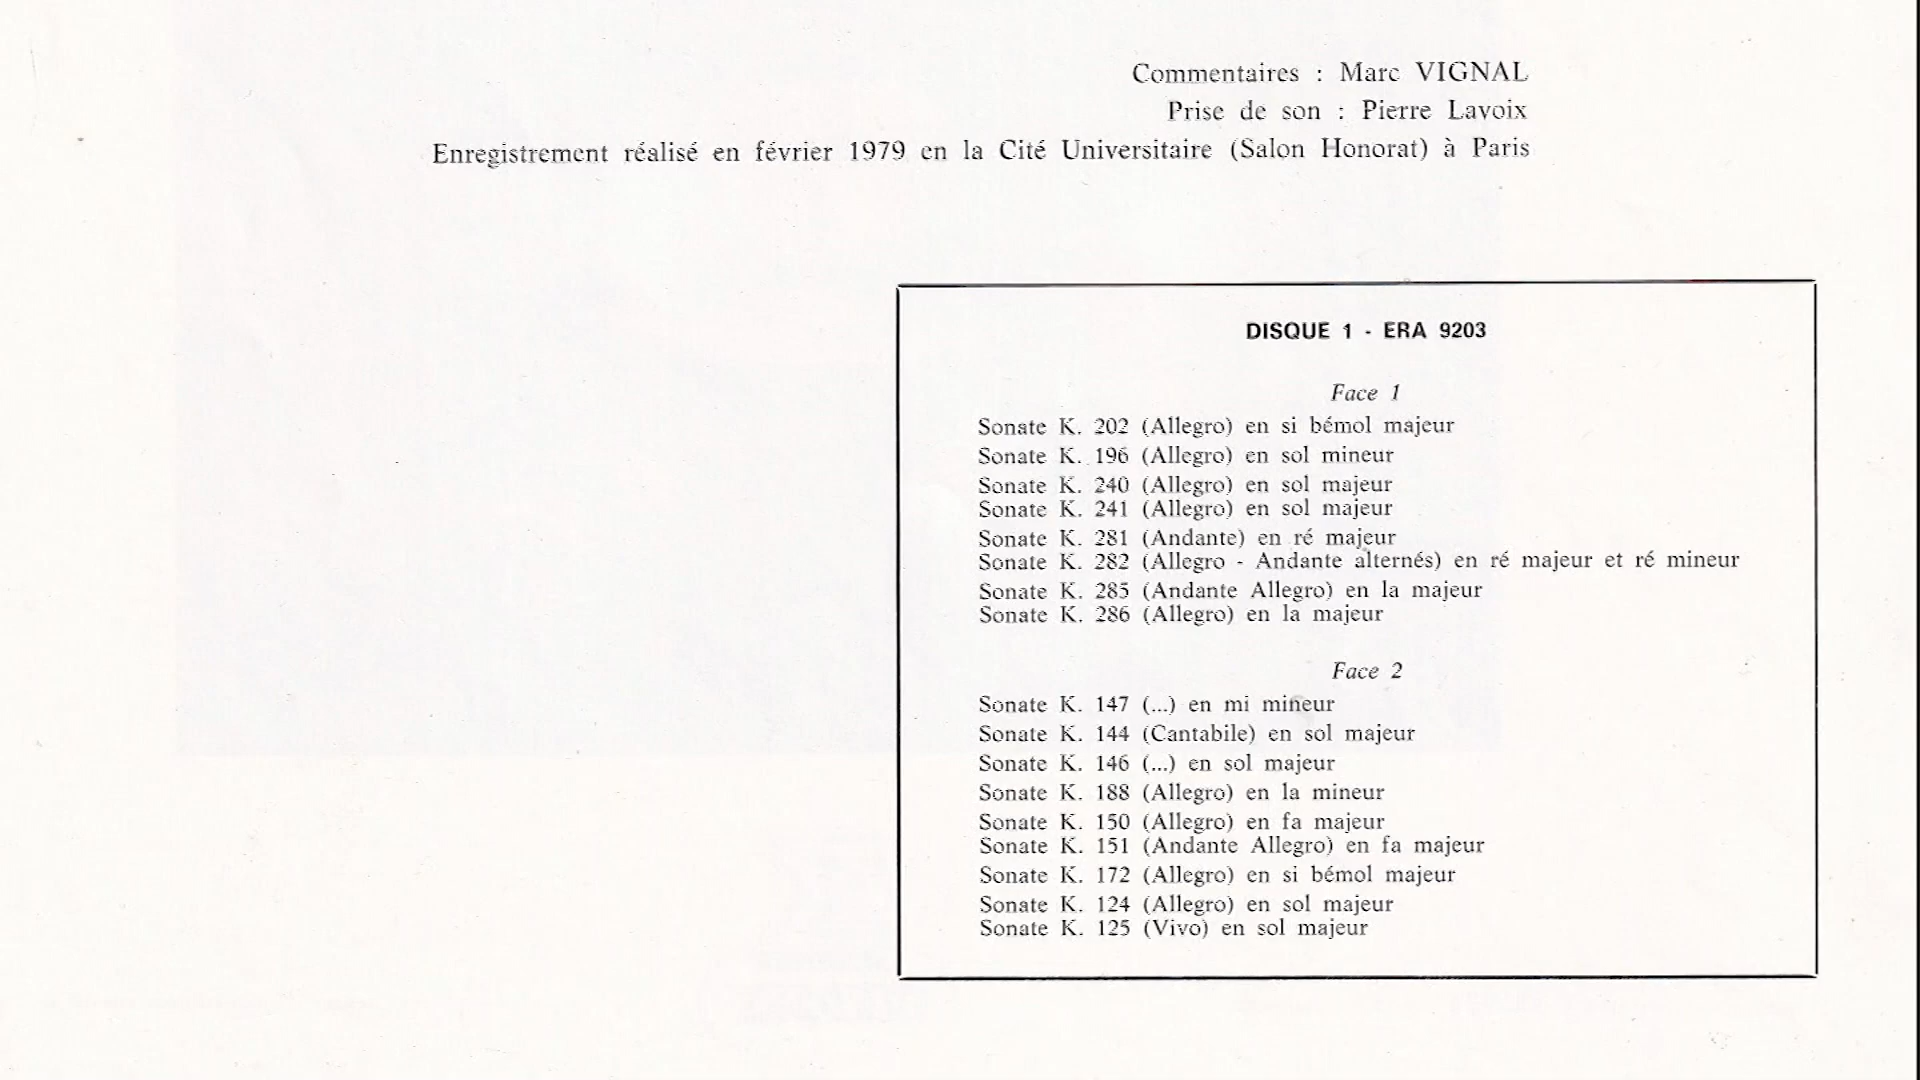 Commentaires : Marc VIGNAL
Prise de son : Pierre Lavoix
Enregistrement réalisé en février 1979 en la Cité Universitaire (Salon Honorat) à Paris
DISQUE 1 - ERA 9203
Face 1
Sonate K. 202 (Allegro) en si bémol majeur
Sonate K. 196 (Allegro) en sol mineur
Sonate K. 240 (Allegro) en sol majeur
Sonate K. 241 (Allegro) en sol majeur
Sonate K. 281 (Andante) en ré majeur
Sonate K. 282 (Allegro - Andante alternés) en ré majeur et ré mineur
Sonate K. 285 (Andante Allegro) en la majeur
Sonate K. 286 (Allegro) en la majeur
Face 2
Sonate K. 147 (...) en mi mineur
Sonate K. 144 (Cantabile) en sol majeur
Sonate K. 146 (...) en sol majeur
Sonate K. 188 (Allegro) en la mineur
Sonate K. 150 (Allegro) en fa majeur
Sonate K. 151 (Andante Allegro) en fa majeur
Sonate K. 172 (Allegro) en si bémol majeur
Sonate K. 124 (Allegro) en sol majeur
Sonate K. 125 (Vivo) en sol majeur